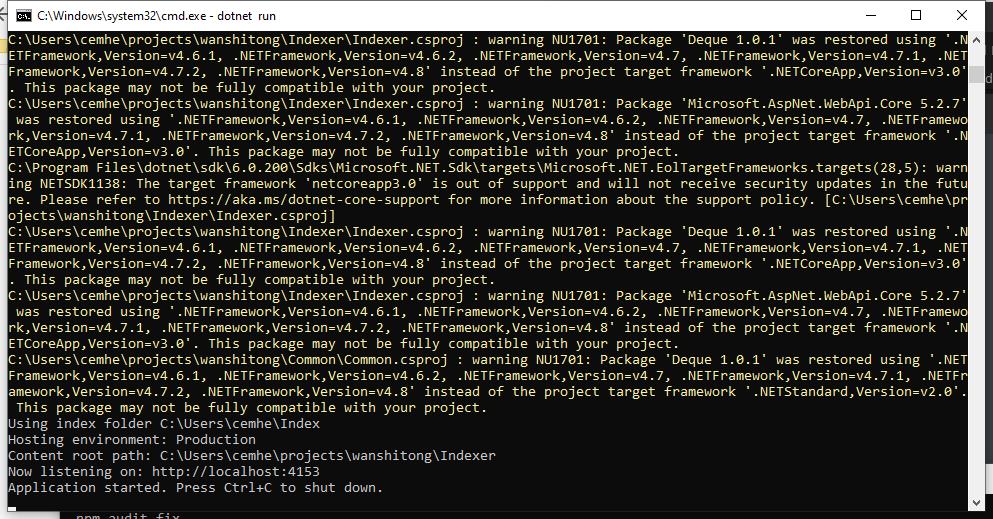 C:\Windows\system32\cmd.exe - dotnet run
C:\Users\cemhe\projects\wanshitong\Indexer\Indexer.csproj : warning NU1701: Package 'Deque 1.0.1' was restored using '.N
ETFramework,Version=v4.6.1, .NETFramework,Version=v4.6.2, .NETFramework,Version=v4.7, .NETFramework,Version=v4.7.1, .NET
Framework,Version=v4.7.2, .NETFramework,Version=v4.8' instead of the project target framework '.NETCoreApp,Version=v3.0'
. This package may not be fully compatible with your project.
C:\Users\cemhe\projects\wanshitong\Indexer\Indexer.csproj : warning NU1701: Package 'Microsoft.AspNet.WebApi.Core 5.2.7'
 was restored using '.NETFramework,Version=v4.6.1, .NETFramework,Version=v4.6.2, .NETFramework,Version=v4.7, .NETFramewo
rk,Version=v4.7.1, .NETFramework,Version=v4.7.2, .NETFramework,Version=v4.8' instead of the project target framework '.N
ETCoreApp,Version=v3.0'. This package may not be fully compatible with your project.
C:\Program Files\dotnet\sdk\6.0.200\Sdks\Microsoft.NET.Sdk\targets\Microsoft.NET.EolTargetFrameworks.targets(28,5): warn
ing NETSDK1138: The target framework 'netcoreapp3.0' is out of support and will not receive security updates in the futu
re. Please refer to https://aka.ms/dotnet-core-support for more information about the support policy. [C:\Users\cemhe\pr
ojects\wanshitong\Indexer\Indexer.csproj]
C:\Users\cemhe\projects\wanshitong\Indexer\Indexer.csproj : warning NU1701: Package 'Deque 1.0.1' was restored using '.N
ETFramework,Version=v4.6.1, .NETFramework,Version=v4.6.2, .NETFramework,Version=v4.7, .NETFramework,Version=v4.7.1, .NET
Framework,Version=v4.7.2, .NETFramework,Version=v4.8' instead of the project target framework '.NETCoreApp,Version=v3.0'
. This package may not be fully compatible with your project.
C:\Users\cemhe\projects\wanshitong\Indexer\Indexer.csproj : warning NU1701: Package 'Microsoft.AspNet.WebApi.Core 5.2.7'
 was restored using '.NETFramework,Version=v4.6.1, .NETFramework,Version=v4.6.2, .NETFramework,Version=v4.7, .NETFramewo
rk,Version=v4.7.1, .NETFramework,Version=v4.7.2, .NETFramework,Version=v4.8' instead of the project target framework '.N
ETCoreApp,Version=v3.0'. This package may not be fully compatible with your project.
C:\Users\cemhe\projects\wanshitong\Common\Common.csproj : warning NU1701: Package 'Deque 1.0.1' was restored using '.NET
Framework,Version=v4.6.1, .NETFramework,Version=v4.6.2, .NETFramework,Version=v4.7, .NETFramework,Version=v4.7.1, .NETFr
amework,Version=v4.7.2, .NETFramework,Version=v4.8' instead of the project target framework '.NETStandard,Version=v2.0'.
 This package may not be fully compatible with your project.
Using index folder C:\Users\cemhe\Index
Hosting environment: Production
Content root path: C:\Users\cemhe\projects\wanshitong\Indexer
Now listening on: http://localhost:4153
Application started. Press Ctrl+C to shut down.
npm audit fix